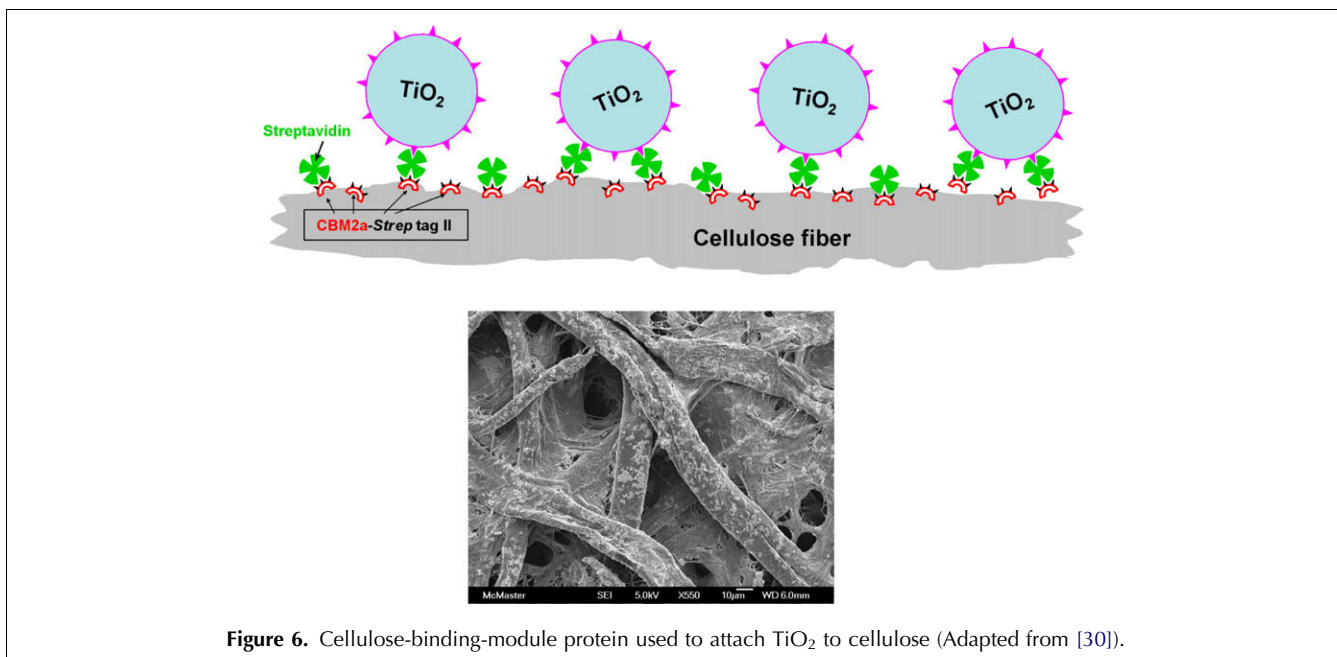 TiO₂ TiO₂ TiO₂ TiO₂
Streptavidin
CBM2a-Strep tag II
Cellulose fiber
McMaster SEI 5.0kV X550 10µm WD 6.0mm
Figure 6. Cellulose-binding-module protein used to attach TiO₂ to cellulose (Adapted from [30]).